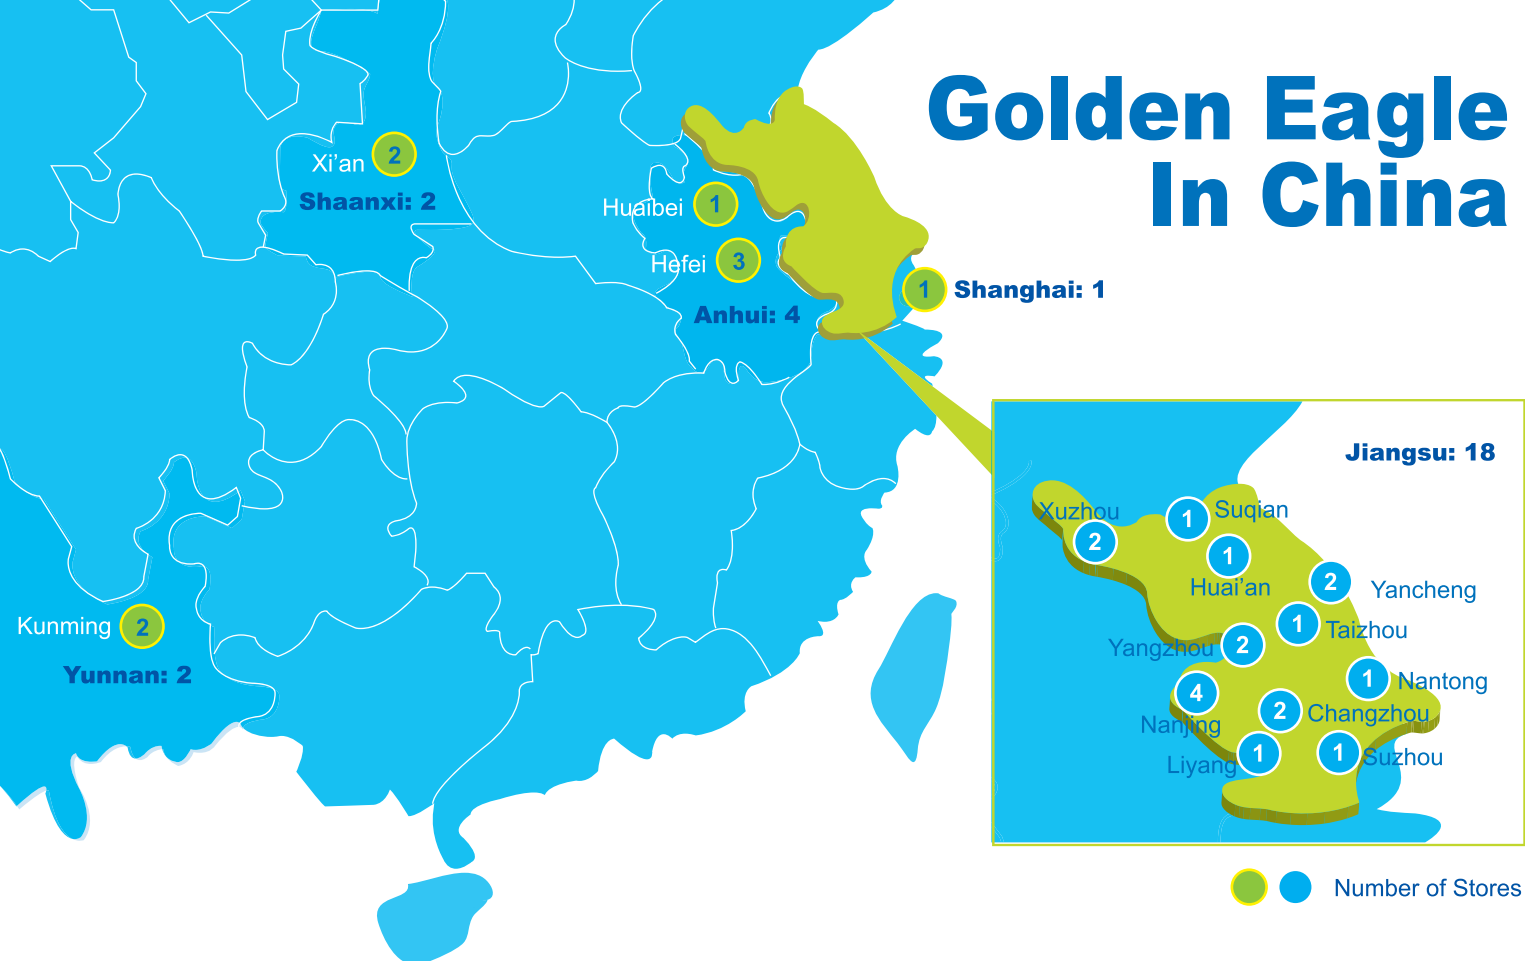 Golden Eagle
In China
Xi'an 2
Shaanxi: 2
Huaibei 1
Hefei 3
Anhui: 4
1 Shanghai: 1
Kunming 2
Yunnan: 2
Jiangsu: 18
Xuzhou
2
1 Suqian
1
Huai'an
2 Yancheng
1 Taizhou
Yangzhou 2
1 Nantong
4
Nanjing
2 Changzhou
Liyang 1
1 Suzhou
Number of Stores